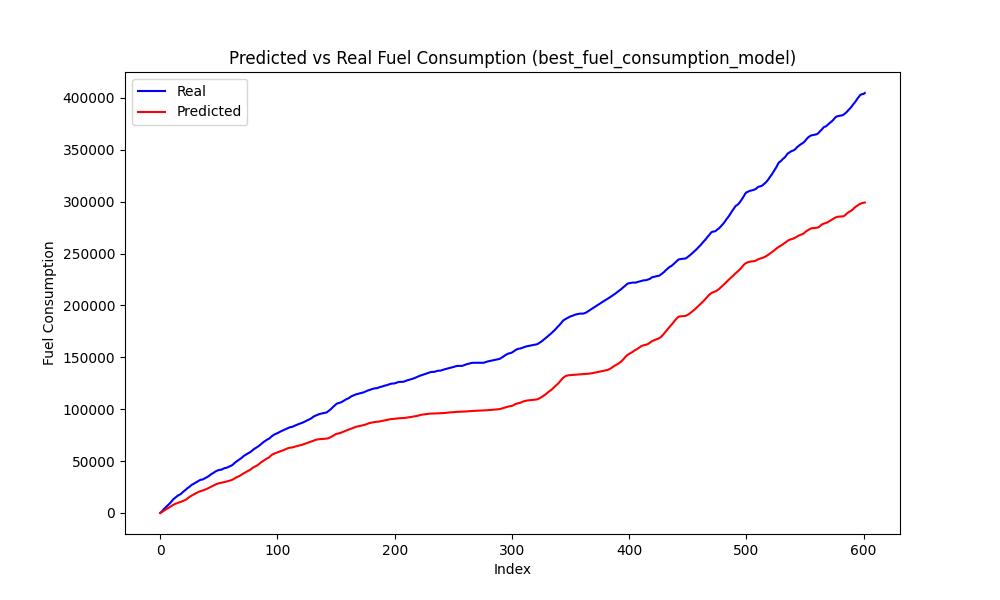 Predicted vs Real Fuel Consumption (best_fuel_consumption_model)
Real
Predicted
400000
350000
300000
250000
200000
150000
100000
50000
0
Fuel Consumption
0 100 200 300 400 500 600
Index